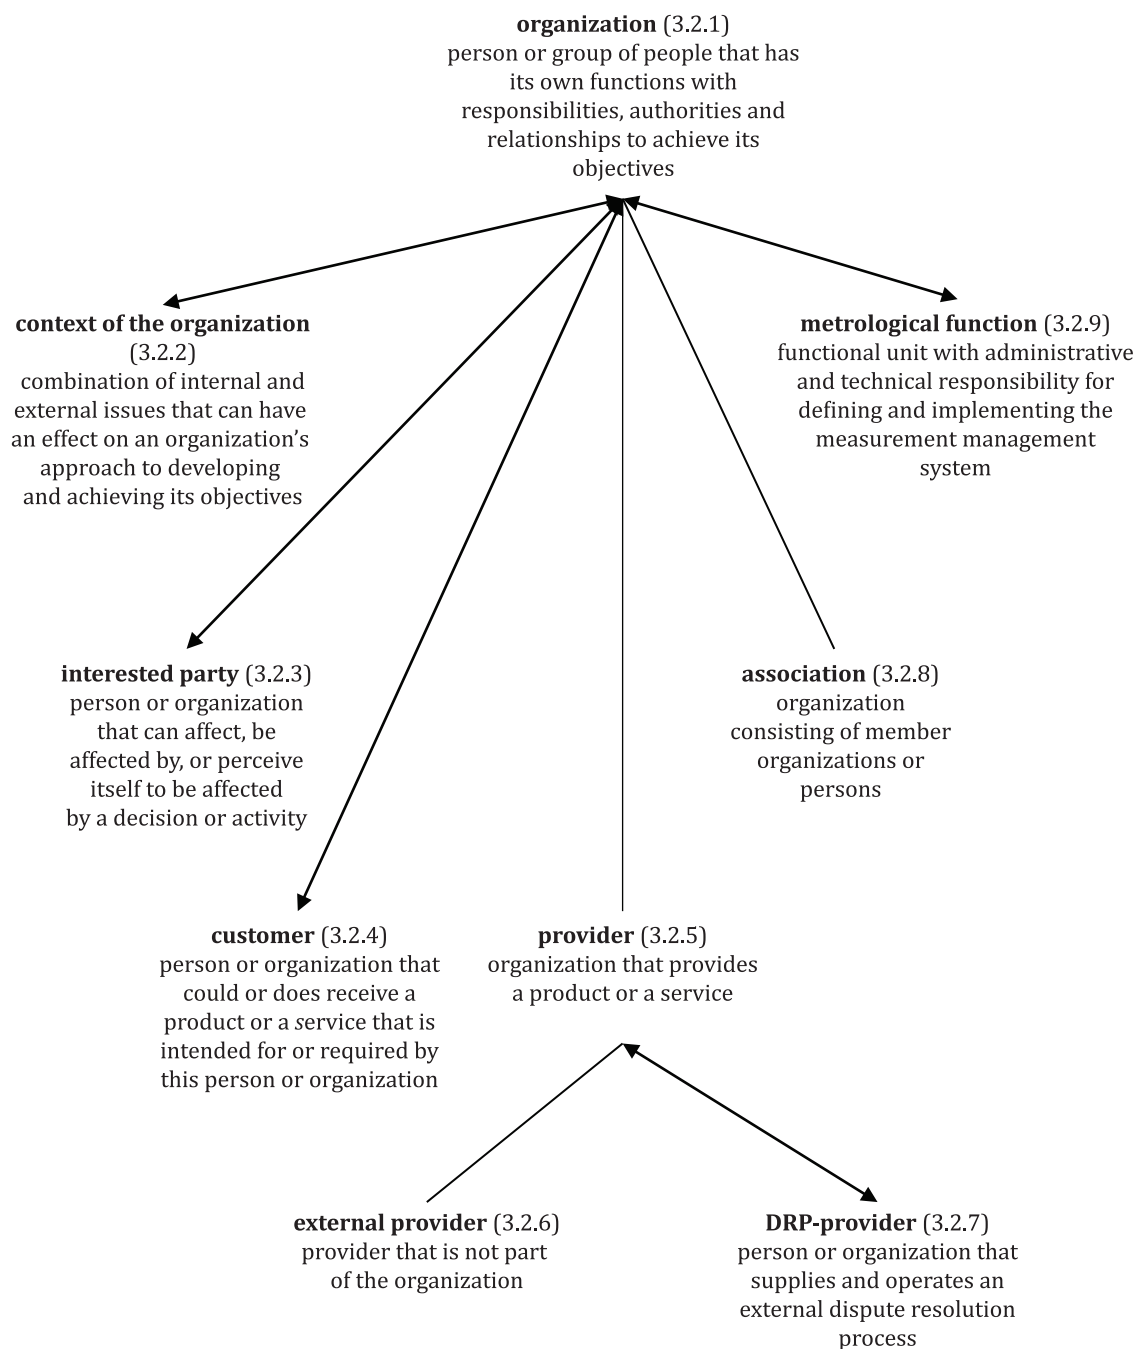 organization (3.2.1)
person or group of people that has
its own functions with
responsibilities, authorities and
relationships to achieve its
objectives
context of the organization
(3.2.2)
combination of internal and
external issues that can have
an effect on an organization’s
approach to developing
and achieving its objectives
metrological function (3.2.9)
functional unit with administrative
and technical responsibility for
defining and implementing the
measurement management
system
interested party (3.2.3)
person or organization
that can affect, be
affected by, or perceive
itself to be affected
by a decision or activity
association (3.2.8)
organization
consisting of member
organizations or
persons
customer (3.2.4)
person or organization that
could or does receive a
product or a service that is
intended for or required by
this person or organization
provider (3.2.5)
organization that provides
a product or a service
external provider (3.2.6)
provider that is not part
of the organization
DRP-provider (3.2.7)
person or organization that
supplies and operates an
external dispute resolution
process